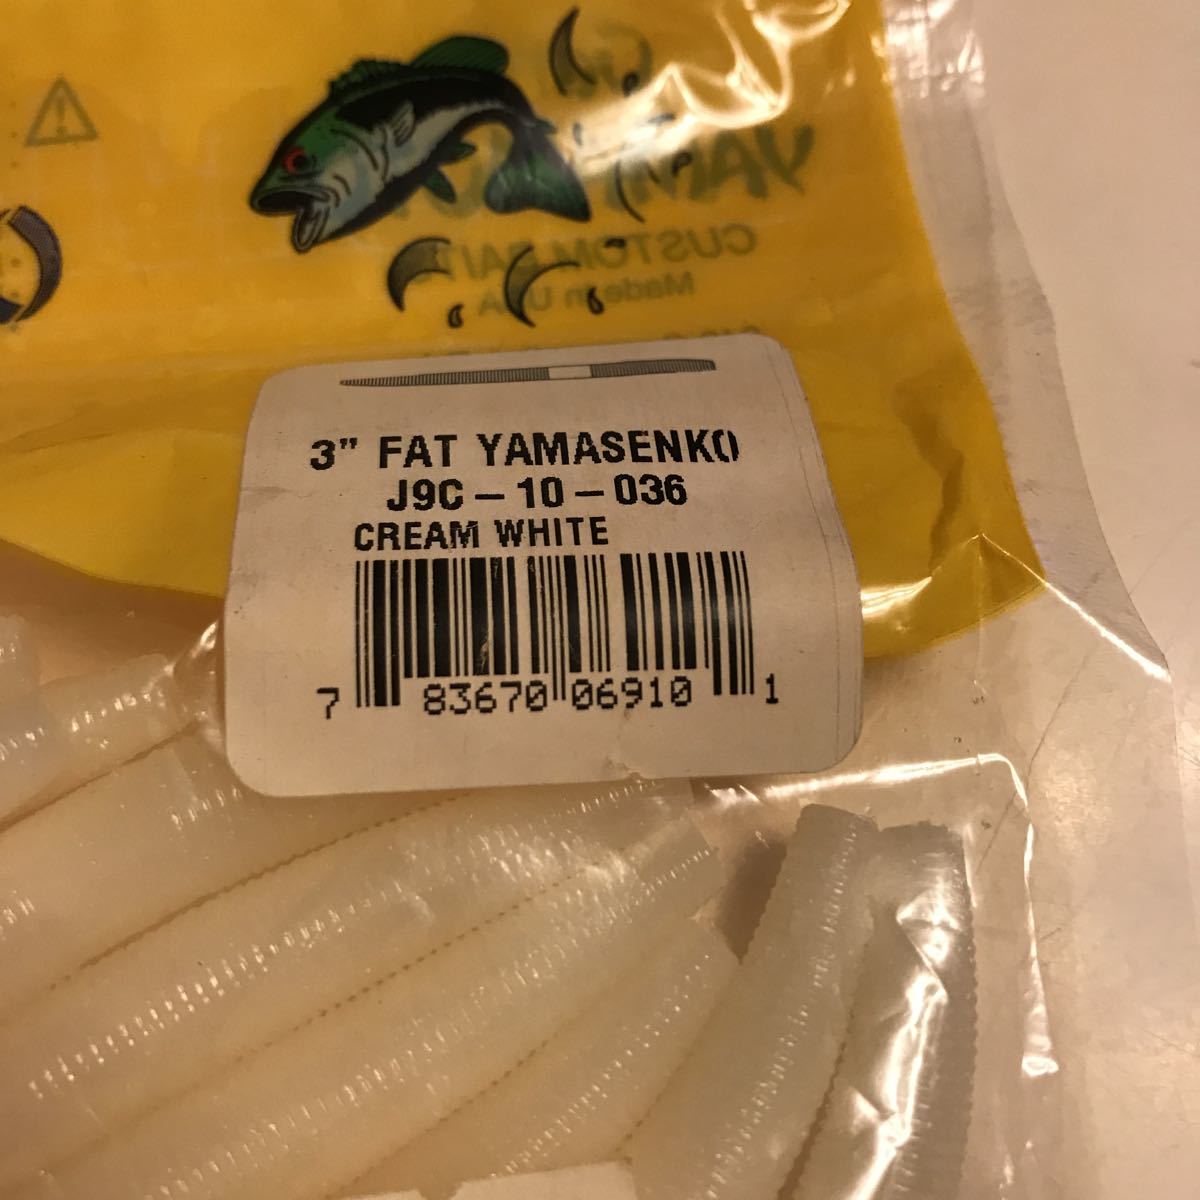 CUSTOM BAITS
Made in USA
3" FAT YAMASENKO
J9C – 10 – 036
CREAM WHITE
7 83670 06910 1